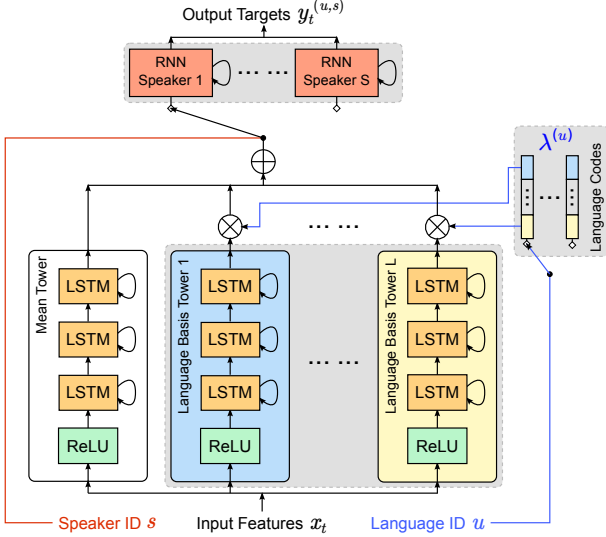 Output Targets y_t^{(u,s)}
RNN
Speaker 1
... ...
RNN
Speaker S
λ^{(u)}
Language Codes
...
... ...
...
... ...
Mean Tower
LSTM
LSTM
LSTM
ReLU
Language Basis Tower 1
LSTM
LSTM
LSTM
ReLU
... ...
Language Basis Tower L
LSTM
LSTM
LSTM
ReLU
Speaker ID s
Input Features x_t
Language ID u